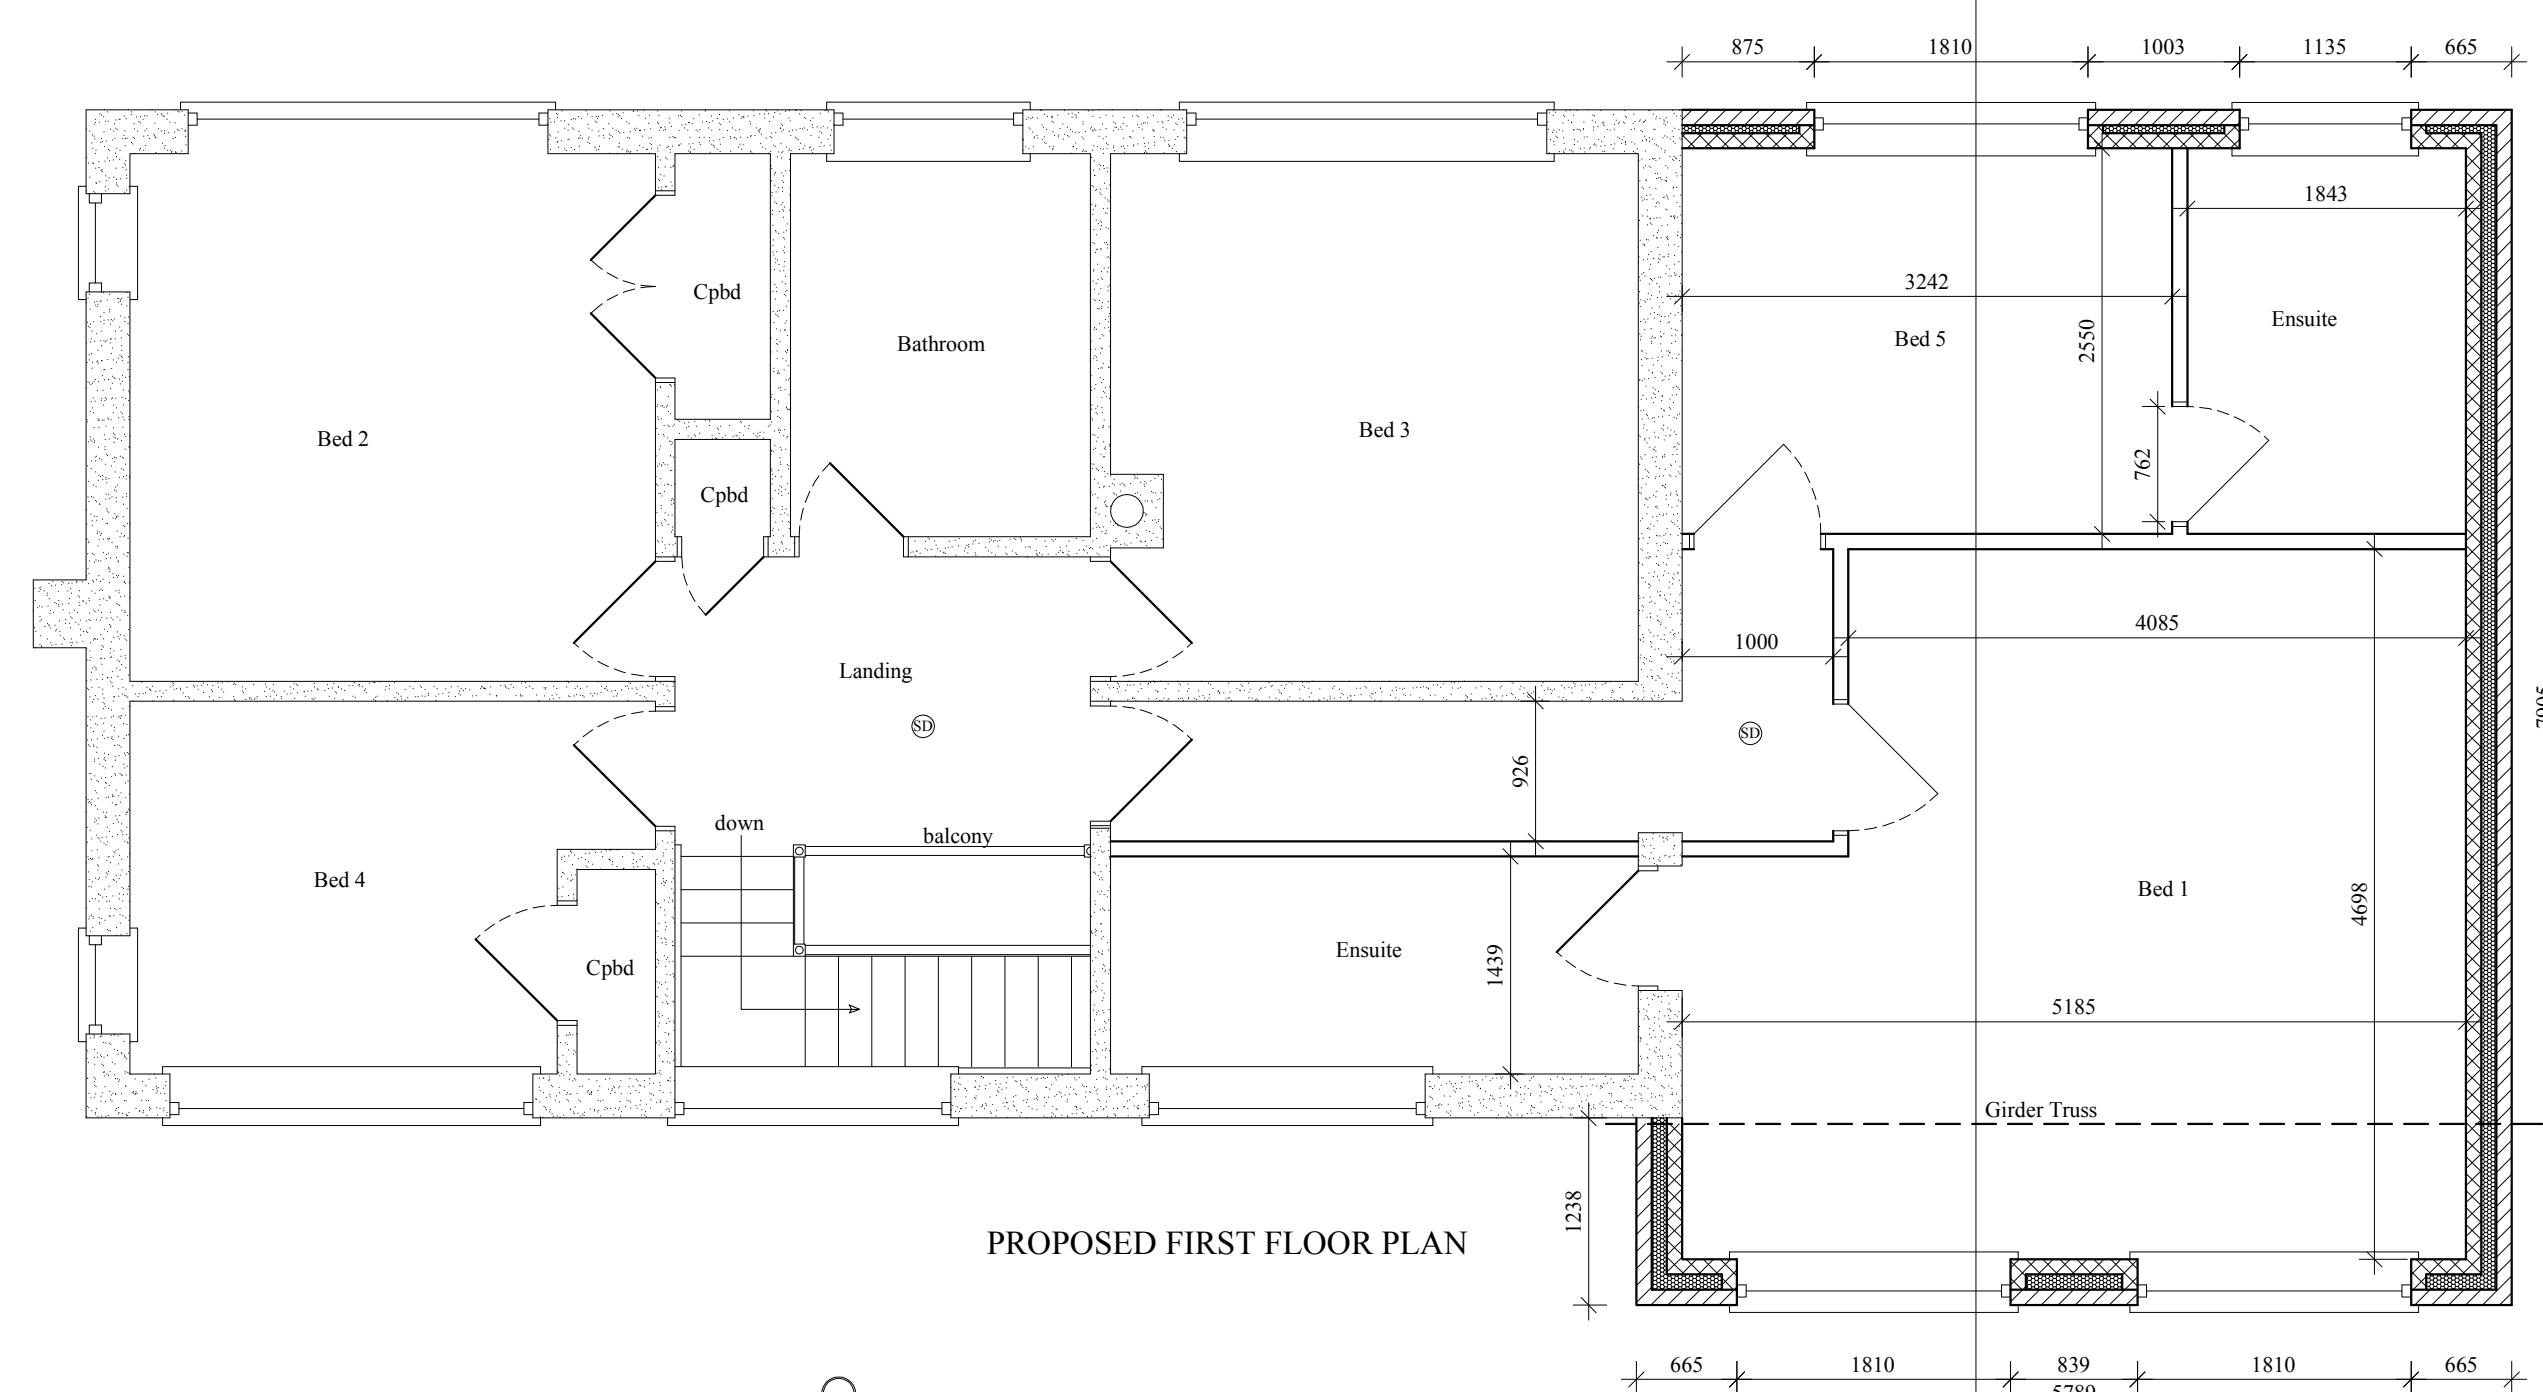 875 1810 1003 1135 665
1843
3242
Cpbd
Ensuite
Bed 5
2550
Bathroom
Bed 3
Bed 2
762
Cpbd
4085
1000
Landing
7905
SD
SD
926
down
balcony
Bed 4
Bed 1
4698
Ensuite
1439
Cpbd
5185
Girder Truss
1238
PROPOSED FIRST FLOOR PLAN
665 1810 839 1810 665
5789